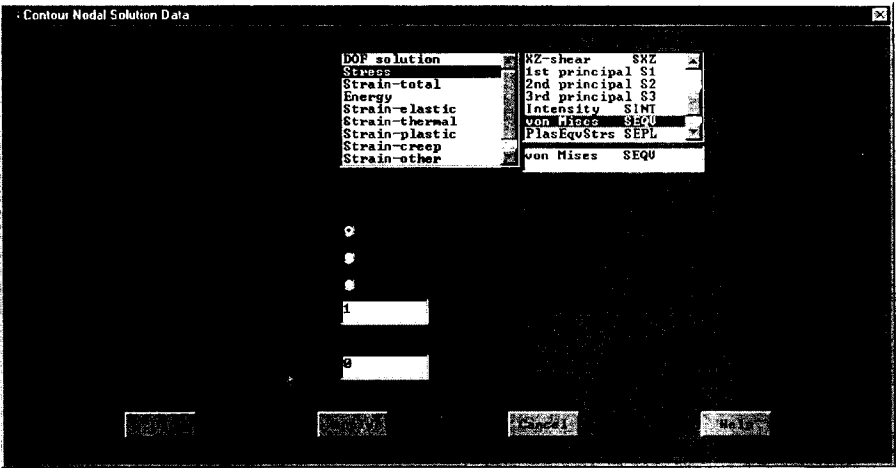 Contour Nodal Solution Data
DOF solution
Stress
Strain-total
Energy
Strain-elastic
Strain-thermal
Strain-plastic
Strain-creep
Strain-other
XZ-shear SXZ
1st principal S1
2nd principal S2
3rd principal S3
Intensity SINT
von Mises SEQV
PlasEqvStrs SEPL
von Mises SEQV
1
0
Cancel
Help